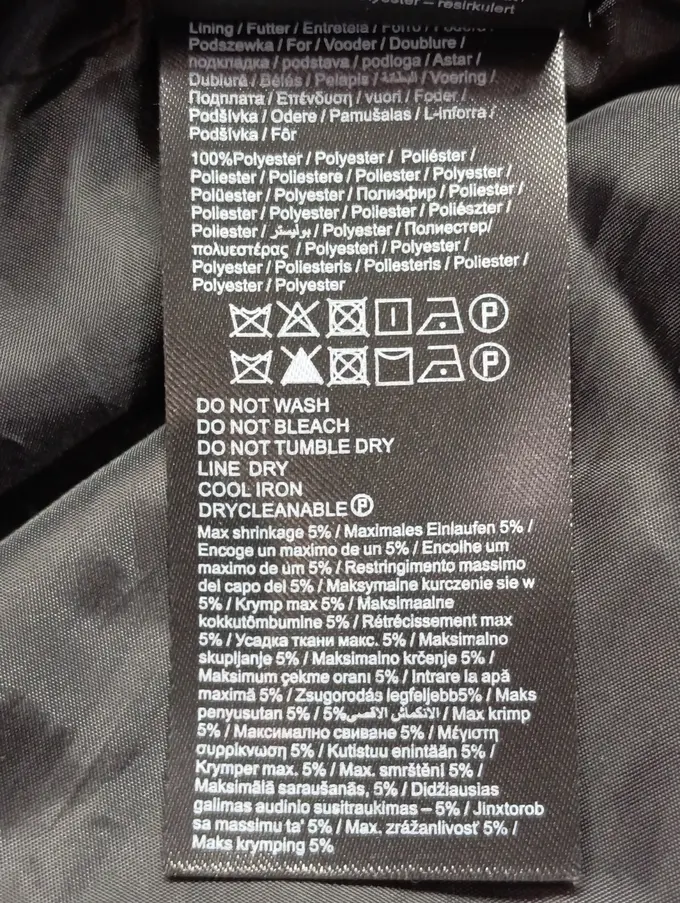 lyester – resirkulert
Lining / Futter / Entretela / Forro / Fodera /
Podszewka / For / Vooder / Doublure /
подкладка / podstava / podloga / Astar /
Dublură / Bélés / Pelapis / البطانة / Voering /
Подплата / Επένδυση / vuori / Foder /
Podšívka / Odere / Pamušalas / L-inforra /
Podšívka / Fôr
100%Polyester / Polyester / Poliéster /
Poliester / Poliestere / Poliester / Polyester /
Polüester / Polyester / Полиэфир / Poliester /
Poliester / Polyester / Poliester / Poliészter /
Poliester / بوليستر / Polyester / Полиестер/
πολυεστέρας / Polyesteri / Polyester /
Polyester / Poliesteris / Poliesteris / Poliester /
Polyester / Polyester
P
P
DO NOT WASH
DO NOT BLEACH
DO NOT TUMBLE DRY
LINE DRY
COOL IRON
DRYCLEANABLE P
Max shrinkage 5% / Maximales Einlaufen 5% /
Encoge un maximo de un 5% / Encolhe um
maximo de um 5% / Restringimento massimo
del capo del 5% / Maksymalne kurczenie sie w
5% / Krymp max 5% / Maksimaalne
kokkutõmbumine 5% / Rétrécissement max
5% / Усадка ткани макс. 5% / Maksimalno
skupljanje 5% / Maksimalno krčenje 5% /
Maksimum çekme oranı 5% / Intrare la apă
maximă 5% / Zsugorodás legfeljebb5% / Maks
penyusutan 5% / 5%الانكماش الاقصى / Max krimp
5% / Максимално свиване 5% / Μέγιστη
συρρίκνωση 5% / Kutistuu enintään 5% /
Krymper max. 5% / Max. smrštění 5% /
Maksimālā saraušanās, 5% / Didžiausias
galimas audinio susitraukimas – 5% / Jinxtorob
sa massimu ta' 5% / Max. zrážanlivosť 5% /
Maks krymping 5%